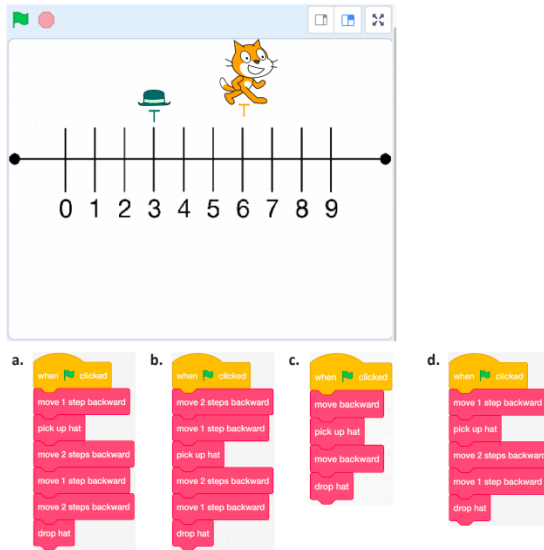 0 1 2 3 4 5 6 7 8 9
a.
when clicked
move 1 step backward
pick up hat
move 2 steps backward
move 1 step backward
move 2 steps backward
drop hat
b.
when clicked
move 2 steps backward
move 1 step backward
pick up hat
move 2 steps backward
move 1 step backward
drop hat
c.
when clicked
move backward
pick up hat
move backward
drop hat
d.
when clicked
move 1 step backward
pick up hat
move 2 steps backward
move 1 step backward
drop hat